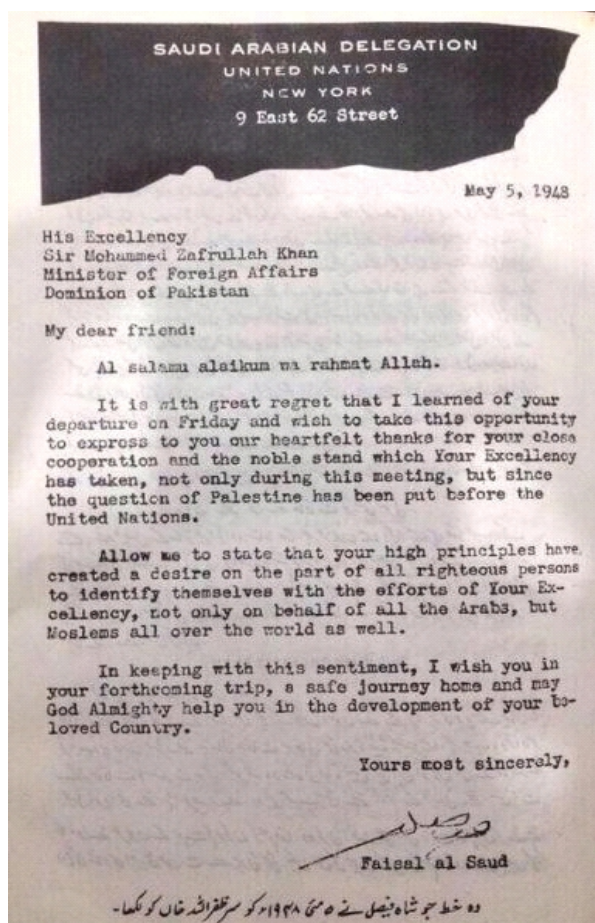 SAUDI ARABIAN DELEGATION
UNITED NATIONS
NEW YORK
9 East 62 Street
May 5, 1948
His Excellency
Sir Mohammed Zafrullah Khan
Minister of Foreign Affairs
Dominion of Pakistan
My dear friend:
Al salamu alaikum wa rahmat Allah.
It is with great regret that I learned of your
departure on Friday and wish to take this opportunity
to express to you our heartfelt thanks for your close
cooperation and the noble stand which Your Excellency
has taken, not only during this meeting, but since
the question of Palestine has been put before the
United Nations.
Allow me to state that your high principles have
created a desire on the part of all righteous persons
to identify themselves with the efforts of Your Ex-
cellency, not only on behalf of all the Arabs, but
Moslems all over the world as well.
In keeping with this sentiment, I wish you in
your forthcoming trip, a safe journey home and may
God Almighty help you in the development of your be-
loved Country.
Yours most sincerely,
فيصل
Faisal al Saud
وہ خط جو شاہ فیصل نے ۵ مئی ۱۹۴۸ء کو سر ظفر اللہ خاں کو لکھا۔